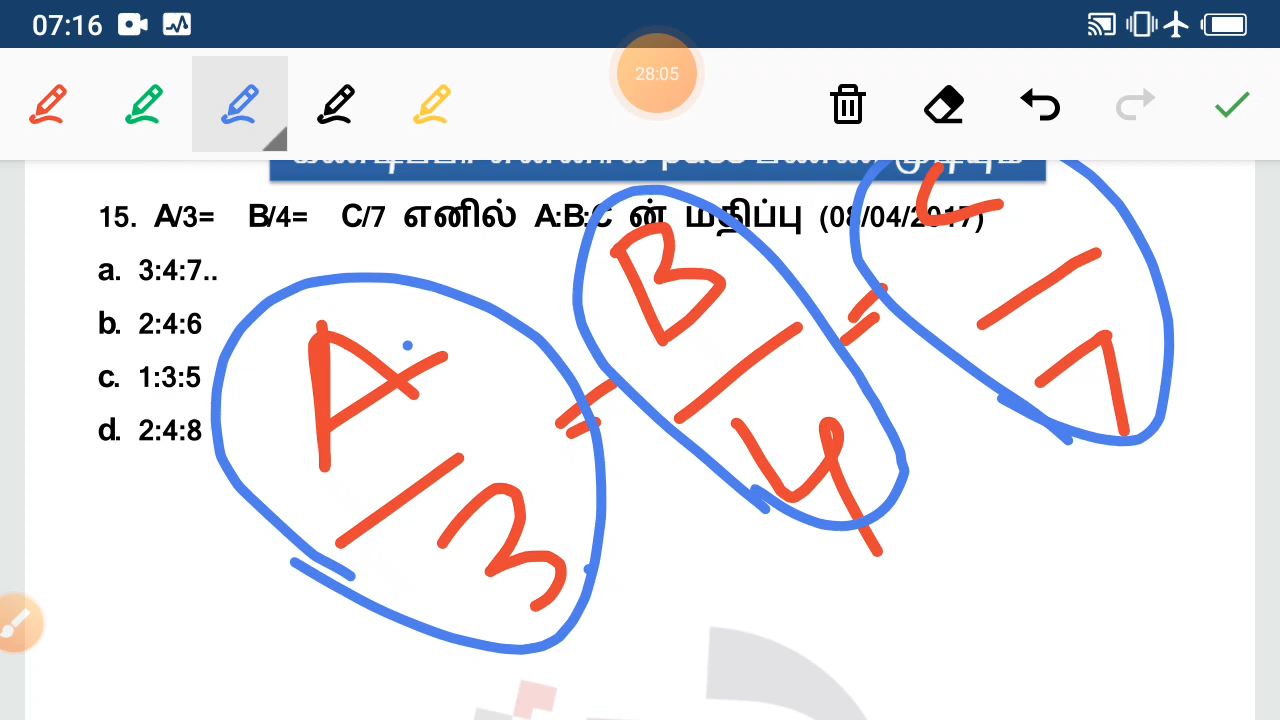 07:16
28:05
15. A/3= B/4= C/7 எனில் A:B:C ன் மதிப்பு (08/04/2017)
a. 3:4:7..
b. 2:4:6
c. 1:3:5
d. 2:4:8
A/3 = B/4 = C/7